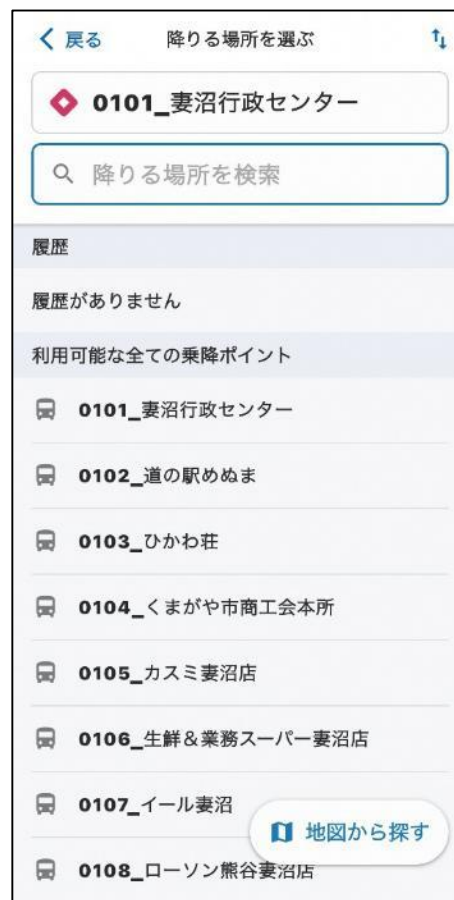 戻る 降りる場所を選ぶ
0101_妻沼行政センター
降りる場所を検索
履歴
履歴がありません
利用可能な全ての乗降ポイント
0101_妻沼行政センター
0102_道の駅めぬま
0103_ひかわ荘
0104_くまがや市商工会本所
0105_カスミ妻沼店
0106_生鮮&業務スーパー妻沼店
0107_イール妻沼
地図から探す
0108_ローソン熊谷妻沼店